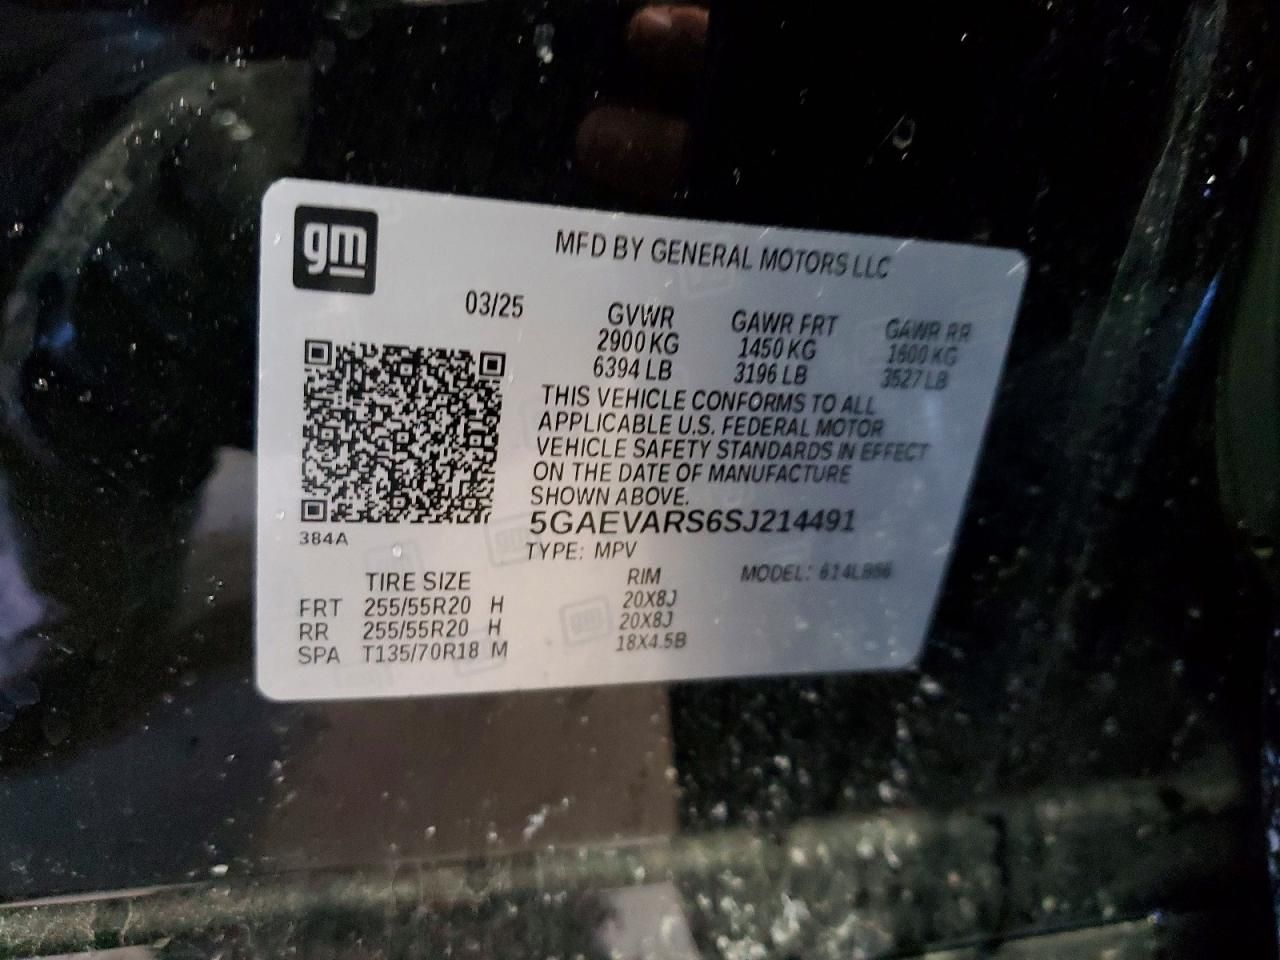 gm
MFD BY GENERAL MOTORS LLC
03/25
GVWR GAWR FRT GAWR RR
2900 KG 1450 KG 1600 KG
6394 LB 3196 LB 3527 LB
THIS VEHICLE CONFORMS TO ALL
APPLICABLE U.S. FEDERAL MOTOR
VEHICLE SAFETY STANDARDS IN EFFECT
ON THE DATE OF MANUFACTURE
SHOWN ABOVE.
5GAEVARS6SJ214491
384A
TYPE: MPV
MODEL:
TIRE SIZE RIM
FRT 255/55R20 H 20X8J
RR 255/55R20 H 20X8J
SPA T135/70R18 M 18X4.5B